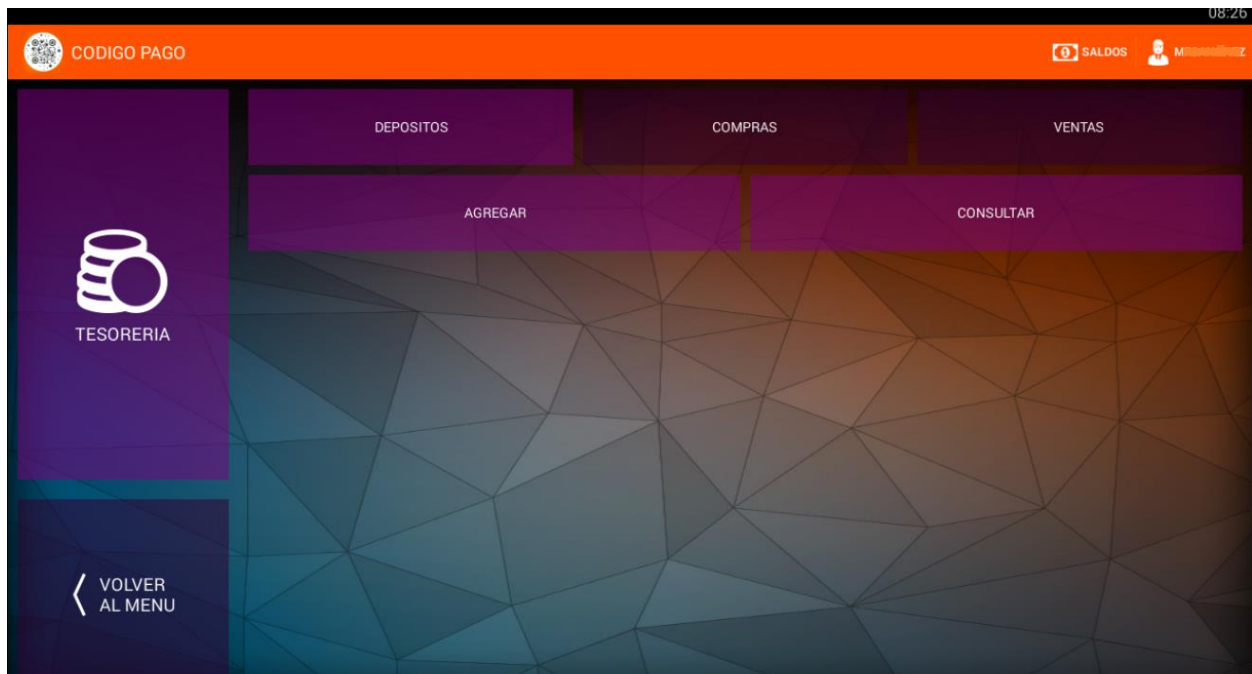 08:26
CODIGO PAGO
SALDOS
DEPOSITOS
COMPRAS
VENTAS
AGREGAR
CONSULTAR
TESORERIA
VOLVER
AL MENU